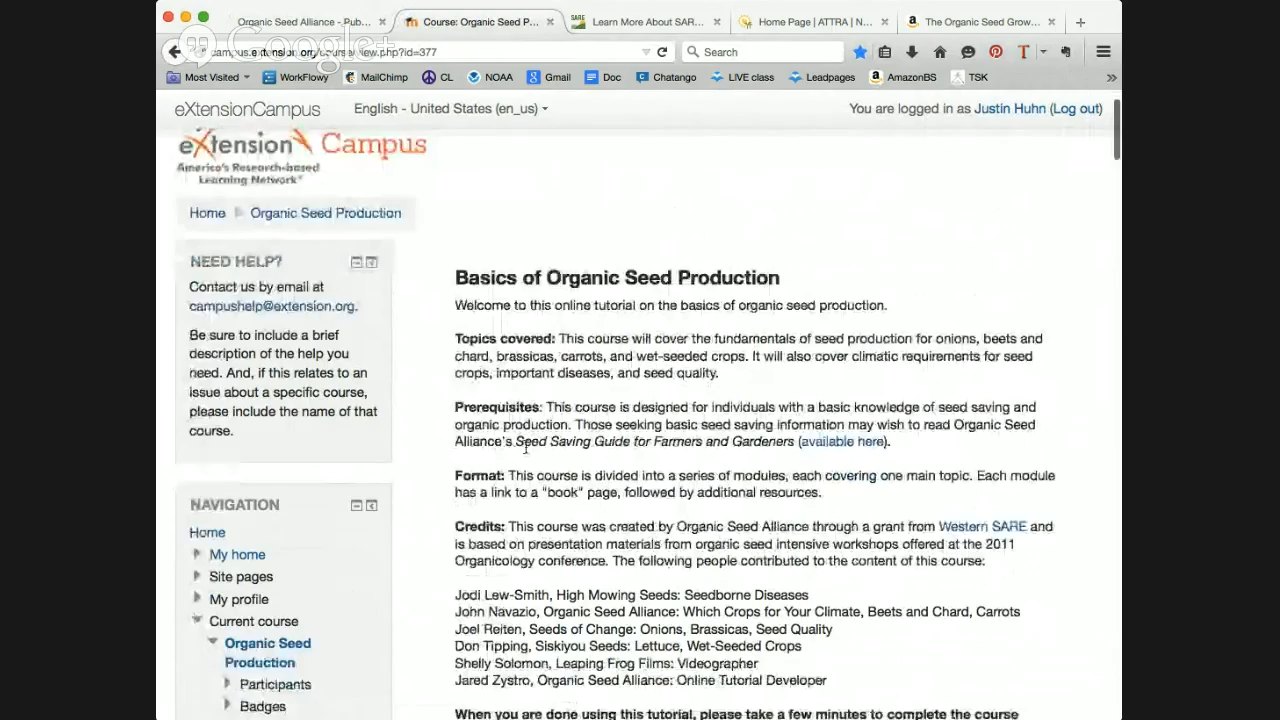 Organic Seed Alliance - Pub... × Course: Organic Seed P... × Learn More About SAR... × Home Page | ATTRA | N... × The Organic Seed Grow... × +
Google+
campus.extension.org/course/view.php?id=377 Search
Most Visited WorkFlowy MailChimp CL NOAA Gmail Doc Chatango LIVE class Leadpages AmazonBS TSK »
eXtensionCampus English - United States (en_us) You are logged in as Justin Huhn (Log out)
eXtension Campus
America's Research-based
Learning Network
Home Organic Seed Production
NEED HELP?
Contact us by email at
campushelp@extension.org.
Be sure to include a brief
description of the help you
need. And, if this relates to an
issue about a specific course,
please include the name of that
course.
NAVIGATION
Home
My home
Site pages
My profile
Current course
Organic Seed
Production
Participants
Badges
Basics of Organic Seed Production
Welcome to this online tutorial on the basics of organic seed production.
Topics covered: This course will cover the fundamentals of seed production for onions, beets and
chard, brassicas, carrots, and wet-seeded crops. It will also cover climatic requirements for seed
crops, important diseases, and seed quality.
Prerequisites: This course is designed for individuals with a basic knowledge of seed saving and
organic production. Those seeking basic seed saving information may wish to read Organic Seed
Alliance's Seed Saving Guide for Farmers and Gardeners (available here).
Format: This course is divided into a series of modules, each covering one main topic. Each module
has a link to a "book" page, followed by additional resources.
Credits: This course was created by Organic Seed Alliance through a grant from Western SARE and
is based on presentation materials from organic seed intensive workshops offered at the 2011
Organicology conference. The following people contributed to the content of this course:
Jodi Lew-Smith, High Mowing Seeds: Seedborne Diseases
John Navazio, Organic Seed Alliance: Which Crops for Your Climate, Beets and Chard, Carrots
Joel Reiten, Seeds of Change: Onions, Brassicas, Seed Quality
Don Tipping, Siskiyou Seeds: Lettuce, Wet-Seeded Crops
Shelly Solomon, Leaping Frog Films: Videographer
Jared Zystro, Organic Seed Alliance: Online Tutorial Developer
When you are done using this tutorial, please take a few minutes to complete the course